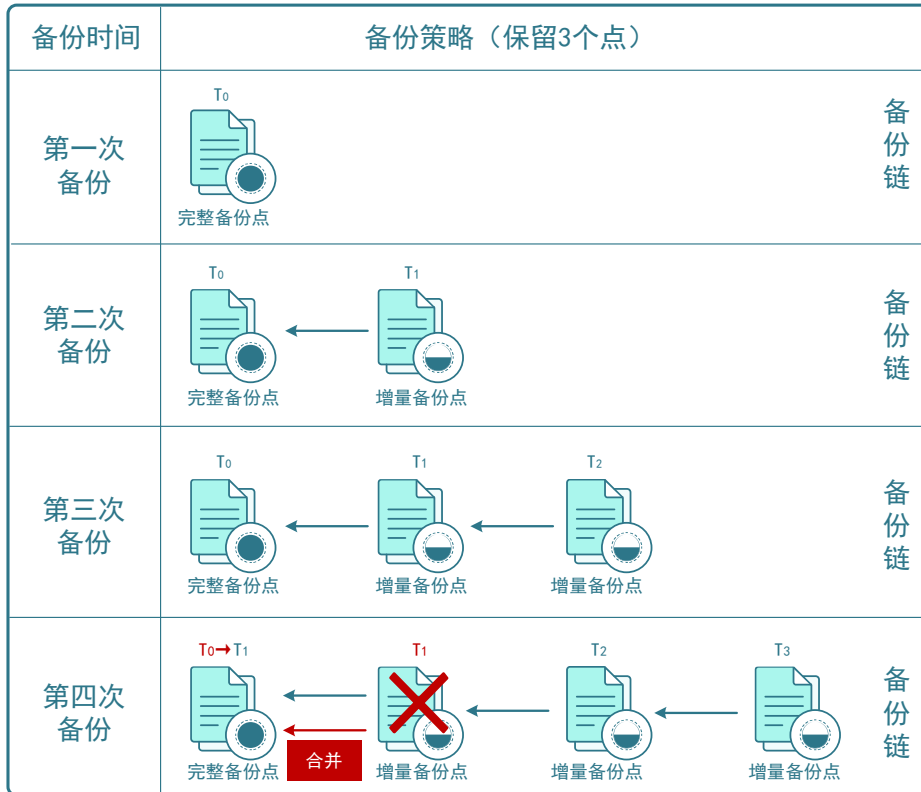 备份时间
备份策略（保留3个点）
第一次
备份
T0
完整备份点
备
份
链
第二次
备份
T0
T1
完整备份点
增量备份点
备
份
链
第三次
备份
T0
T1
T2
完整备份点
增量备份点
增量备份点
备
份
链
第四次
备份
T0→T1
T1
T2
T3
合并
完整备份点
增量备份点
增量备份点
增量备份点
备
份
链